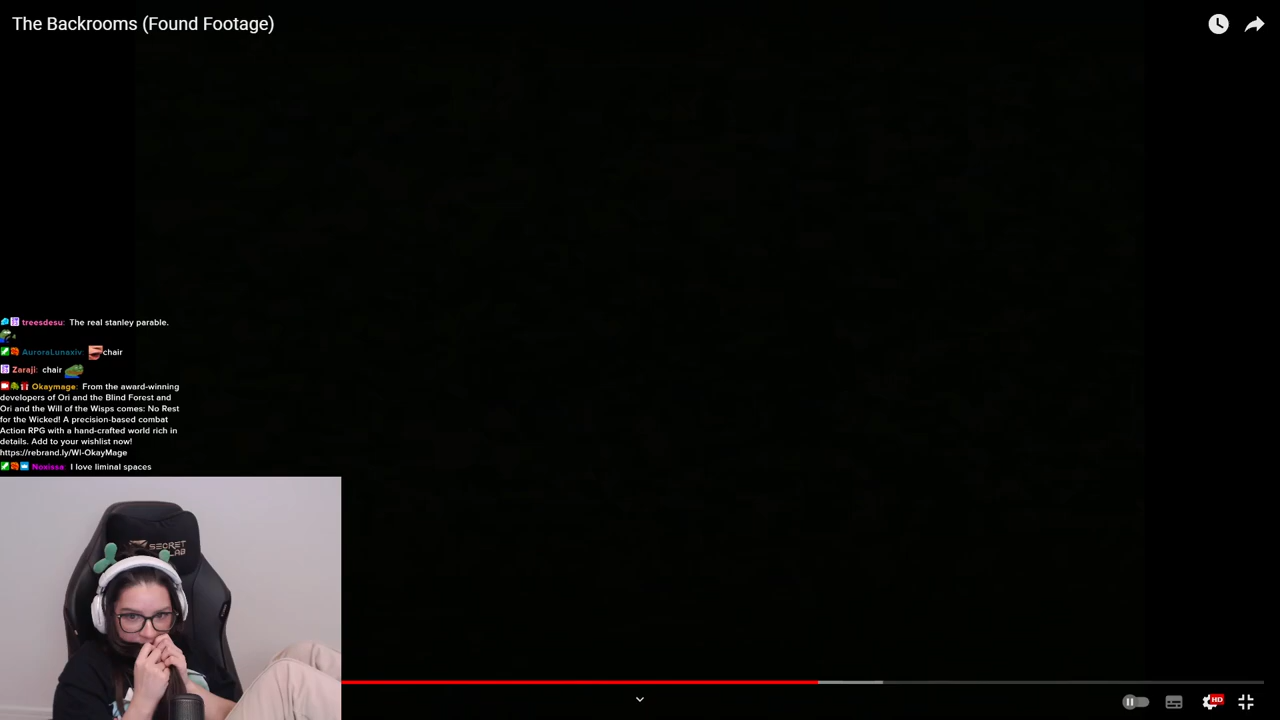 The Backrooms (Found Footage)
treesdesu: The real stanley parable.
AuroraLunaxiv: chair
Zaraji: chair
Okaymage: From the award-winning
developers of Ori and the Blind Forest and
Ori and the Will of the Wisps comes: No Rest
for the Wicked! A precision-based combat
Action RPG with a hand-crafted world rich in
details. Add to your wishlist now!
https://rebrand.ly/WI-OkayMage
Noxissa: I love liminal spaces
SECRET
LAB
HD